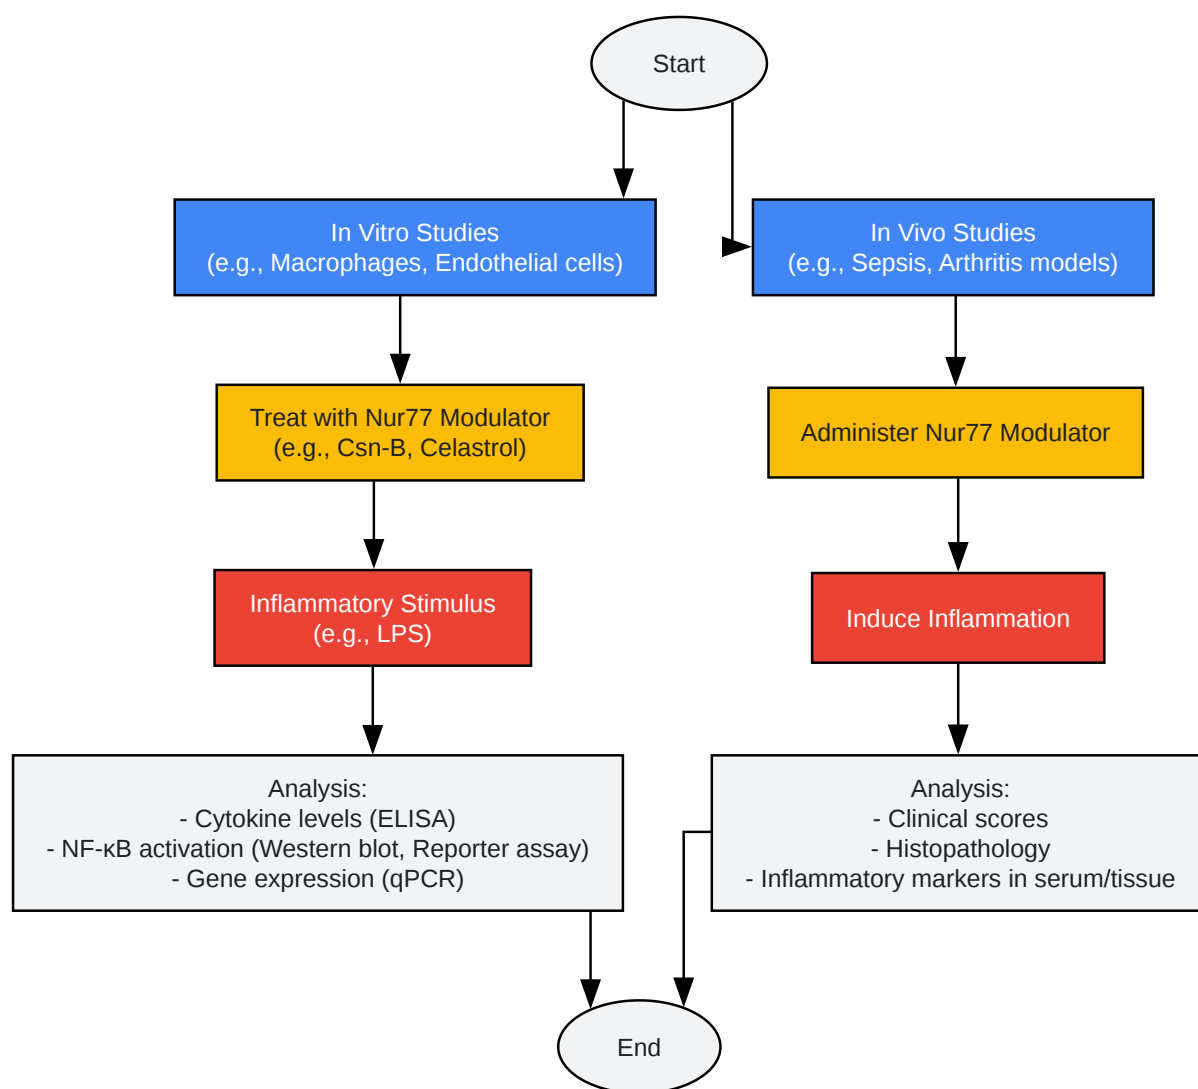 Start
In Vitro Studies
(e.g., Macrophages, Endothelial cells)
In Vivo Studies
(e.g., Sepsis, Arthritis models)
Treat with Nur77 Modulator
(e.g., Csn-B, Celastrol)
Administer Nur77 Modulator
Inflammatory Stimulus
(e.g., LPS)
Induce Inflammation
Analysis:
- Cytokine levels (ELISA)
- NF-κB activation (Western blot, Reporter assay)
- Gene expression (qPCR)
Analysis:
- Clinical scores
- Histopathology
- Inflammatory markers in serum/tissue
End